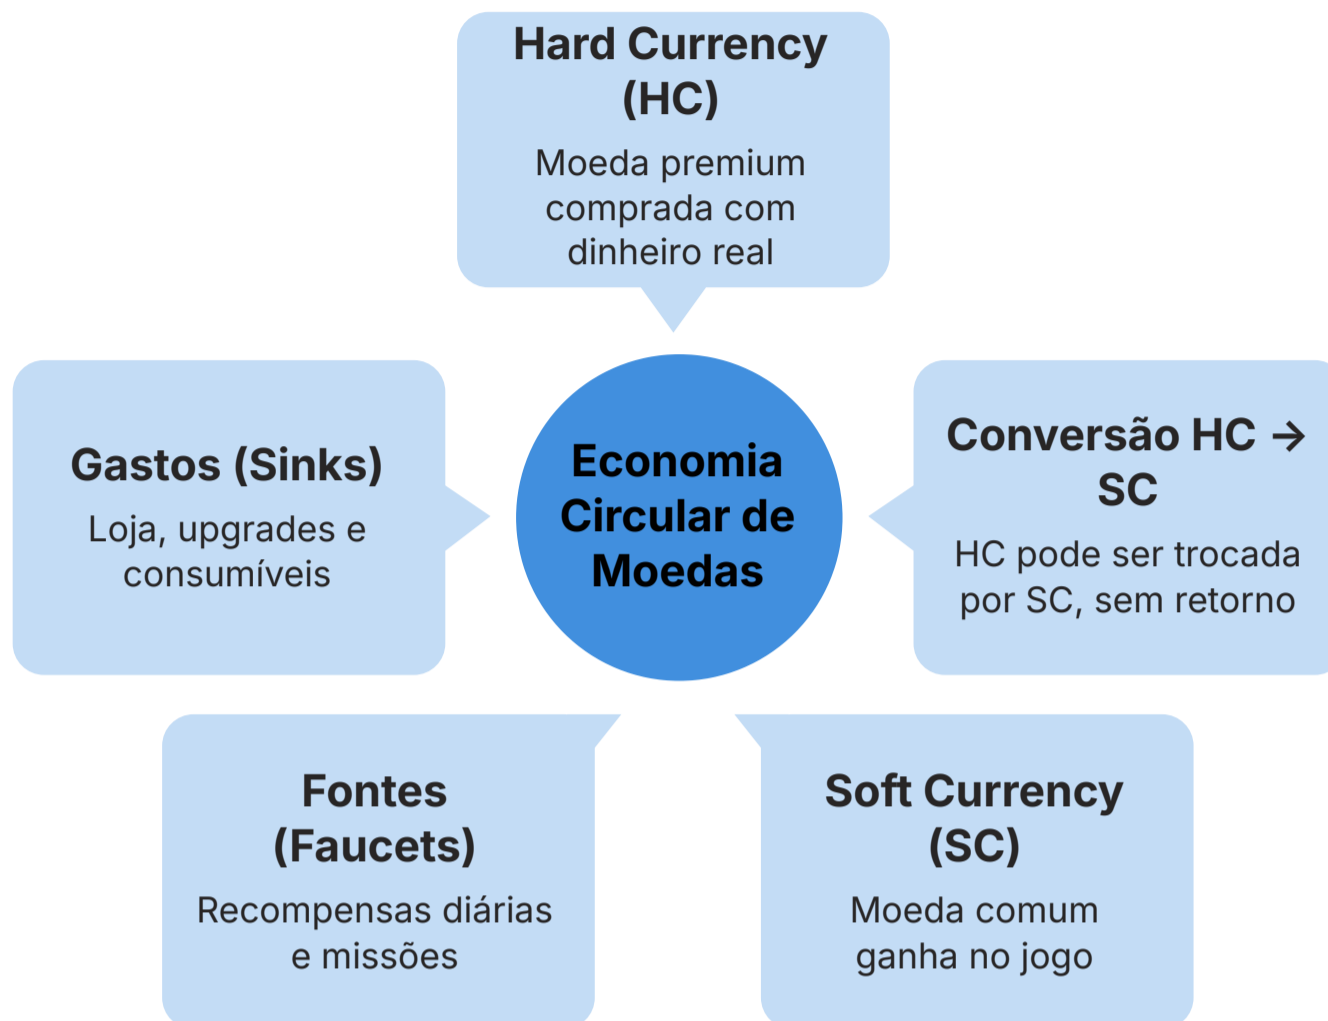 Hard Currency
(HC)
Moeda premium
comprada com
dinheiro real
Gastos (Sinks)
Loja, upgrades e
consumíveis
Economia
Circular de
Moedas
Conversão HC →
SC
HC pode ser trocada
por SC, sem retorno
Fontes
(Faucets)
Recompensas diárias
e missões
Soft Currency
(SC)
Moeda comum
ganha no jogo